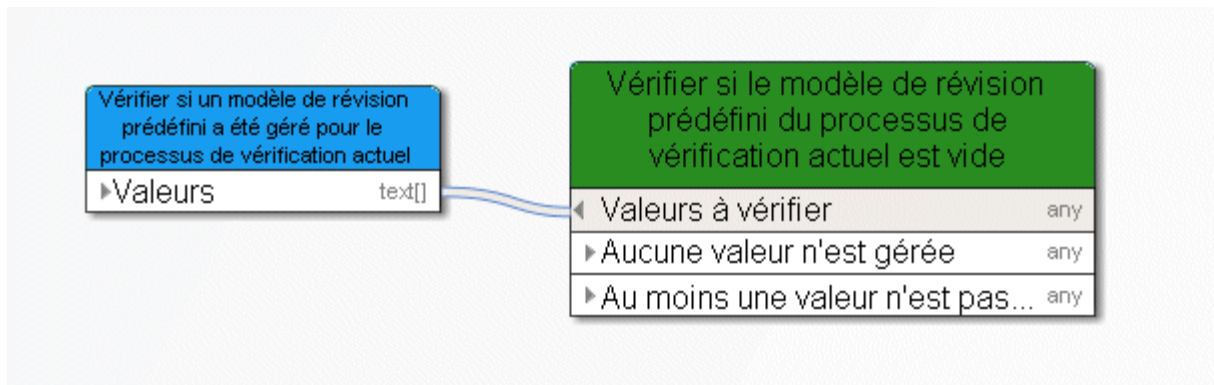 Vérifier si un modèle de révision
prédéfini a été géré pour le
processus de vérification actuel
Valeurs text[]
Vérifier si le modèle de révision
prédéfini du processus de
vérification actuel est vide
Valeurs à vérifier any
Aucune valeur n'est gérée any
Au moins une valeur n'est pas... any